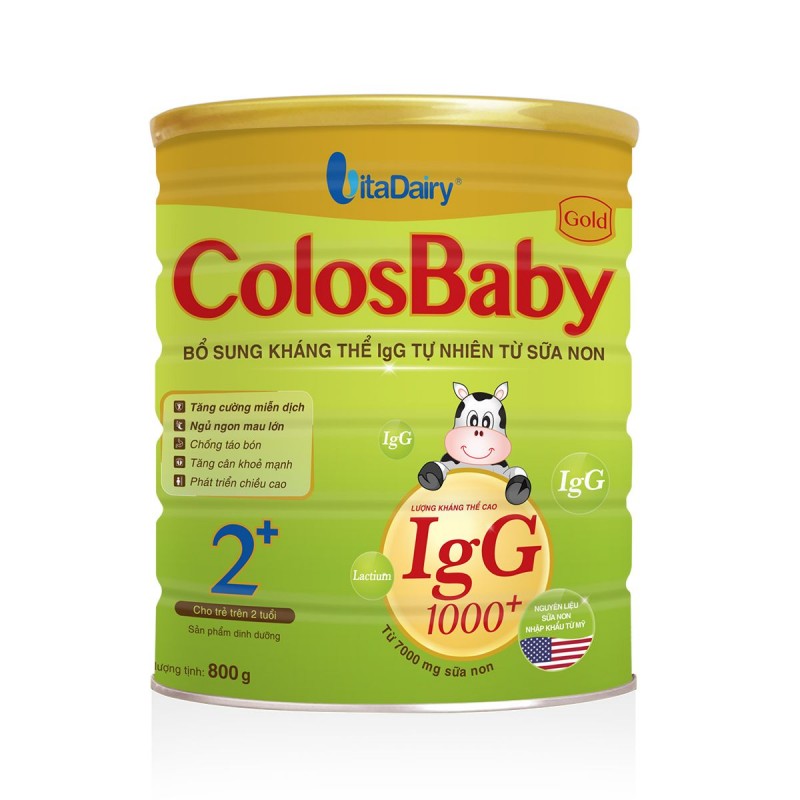 VitaDairy®
Gold
ColosBaby
BỔ SUNG KHÁNG THỂ IgG TỰ NHIÊN TỪ SỮA NON
Tăng cường miễn dịch
Ngủ ngon mau lớn
Chống táo bón
Tăng cân khoẻ mạnh
Phát triển chiều cao
IgG
IgG
LƯỢNG KHÁNG THỂ CAO
IgG
1000+
Lactium
Từ 7000 mg sữa non
NGUYÊN LIỆU
SỮA NON
NHẬP KHẨU TỪ MỸ
2+
Cho trẻ trên 2 tuổi
Sản phẩm dinh dưỡng
lượng tịnh: 800 g